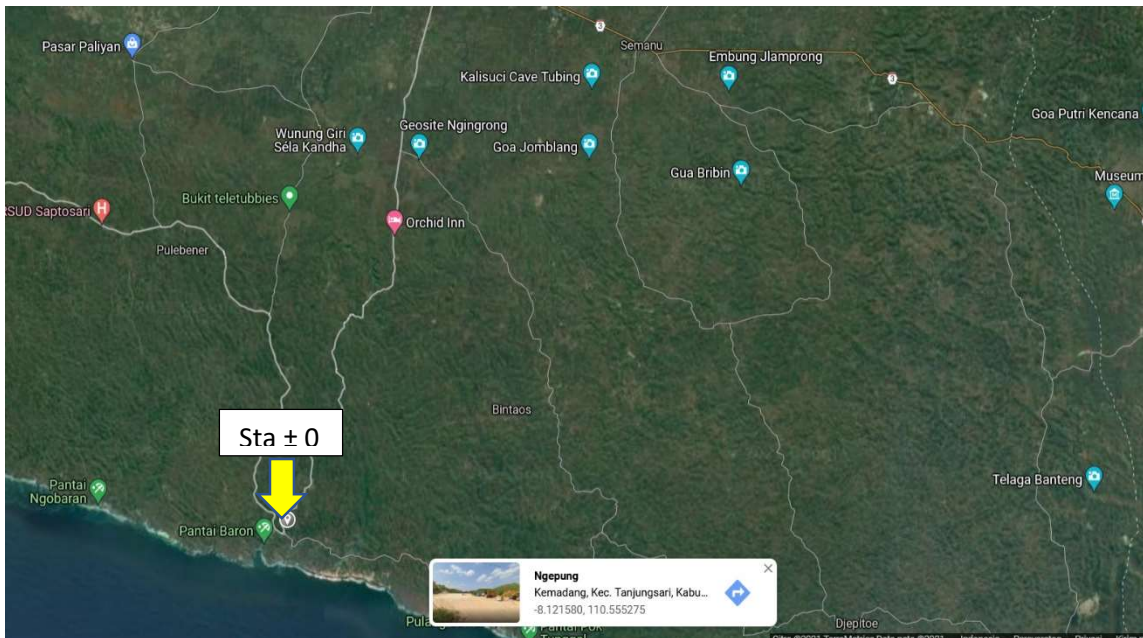 3
Semanu
Pasar Paliyan
Kalisuci Cave Tubing
Embung Jlamprong
3
Goa Putri Kencana
Wunung Giri
Sela Kandha
Geosite Ngingrong
Goa Jomblang
Gua Bribin
Museum
Bukit teletubbies
RSUD Saptosari
H
Orchid Inn
Pulebener
Bintaos
Sta ± 0
Telaga Banteng
Pantai
Ngobaran
Pantai Baron
Ngepung
Kemadang, Kec. Tanjungsari, Kabu...
-8.121580, 110.555275
Djepitoe